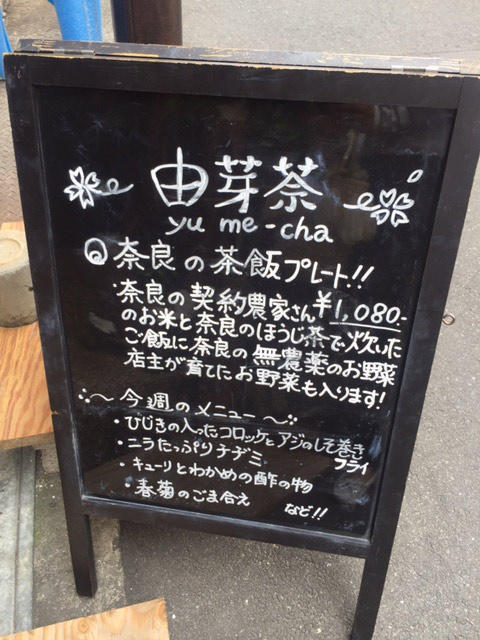 由芽茶
yu me-cha
奈良の茶飯プレート!!
¥1,080-
・奈良の契約農家さん
のお米と奈良のほうじ茶で炊いた
ご飯に奈良の無農薬のお野菜
店主が育てたお野菜も入ります!
〜今週のメニュー〜
・ひじきの入ったコロッケとアジのしそ巻き
フライ
・ニラたっぷりチヂミ
・キューリとわかめの酢の物
・春菊のごま合え
など!!